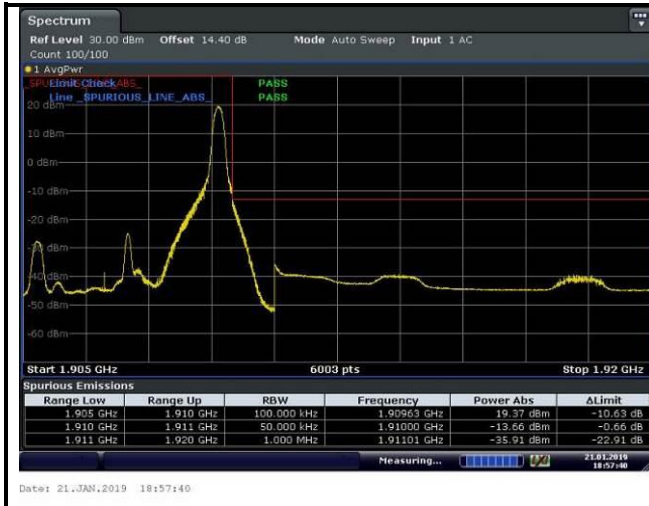 Spectrum
Ref Level 30.00 dBm Offset 14.40 dB Mode Auto Sweep Input 1 AC
Count 100/100
1 AvgPwr
Limit Check PASS
Line _SPURIOUS_LINE_ABS_ PASS
20 dBm
10 dBm
0 dBm
-10 dBm
-20 dBm
-30 dBm
-40 dBm
-50 dBm
-60 dBm
Start 1.905 GHz 6003 pts Stop 1.92 GHz
Spurious Emissions
Range Low Range Up RBW Frequency Power Abs ΔLimit
1.905 GHz 1.910 GHz 100.000 kHz 1.90963 GHz 19.37 dBm -10.63 dB
1.910 GHz 1.911 GHz 50.000 kHz 1.91000 GHz -13.66 dBm -0.66 dB
1.911 GHz 1.920 GHz 1.000 MHz 1.91101 GHz -35.91 dBm -22.91 dB
Measuring... 21.01.2019
18:57:40
Date: 21.JAN.2019 18:57:40